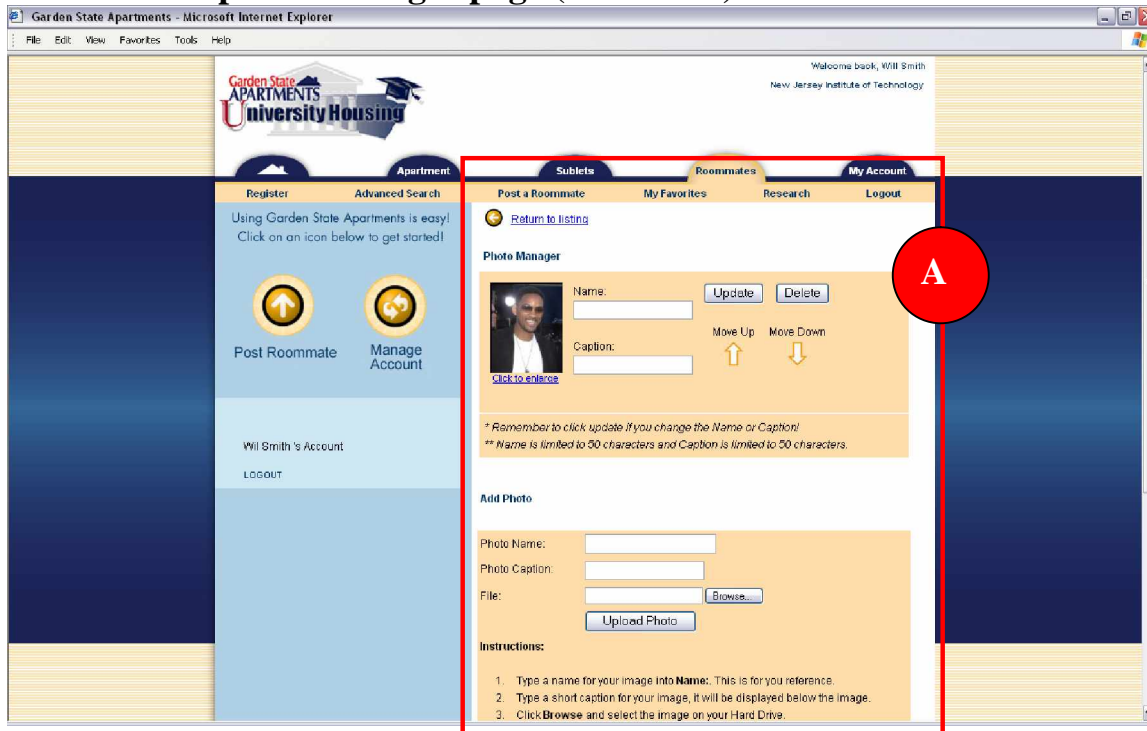 Garden State Apartments - Microsoft Internet Explorer
File Edit View Favorites Tools Help
Welcome back, Will Smith
New Jersey Institute of Technology
Garden State
APARTMENTS
University Housing
Apartment Sublets Roommates My Account
Register Advanced Search Post a Roommate My Favorites Research Logout
Using Garden State Apartments is easy!
Click on an icon below to get started!
Post Roommate
Manage
Account
Wil Smith 's Account
LOGOUT
Return to listing
Photo Manager
A
Name:
Update Delete
Move Up Move Down
Caption:
Click to enlarge
* Remember to click update if you change the Name or Caption!
** Name is limited to 50 characters and Caption is limited to 50 characters.
Add Photo
Photo Name:
Photo Caption:
File:
Browse...
Upload Photo
Instructions:
1. Type a name for your image into Name:. This is for you reference.
2. Type a short caption for your image, it will be displayed below the image.
3. Click Browse and select the image on your Hard Drive.